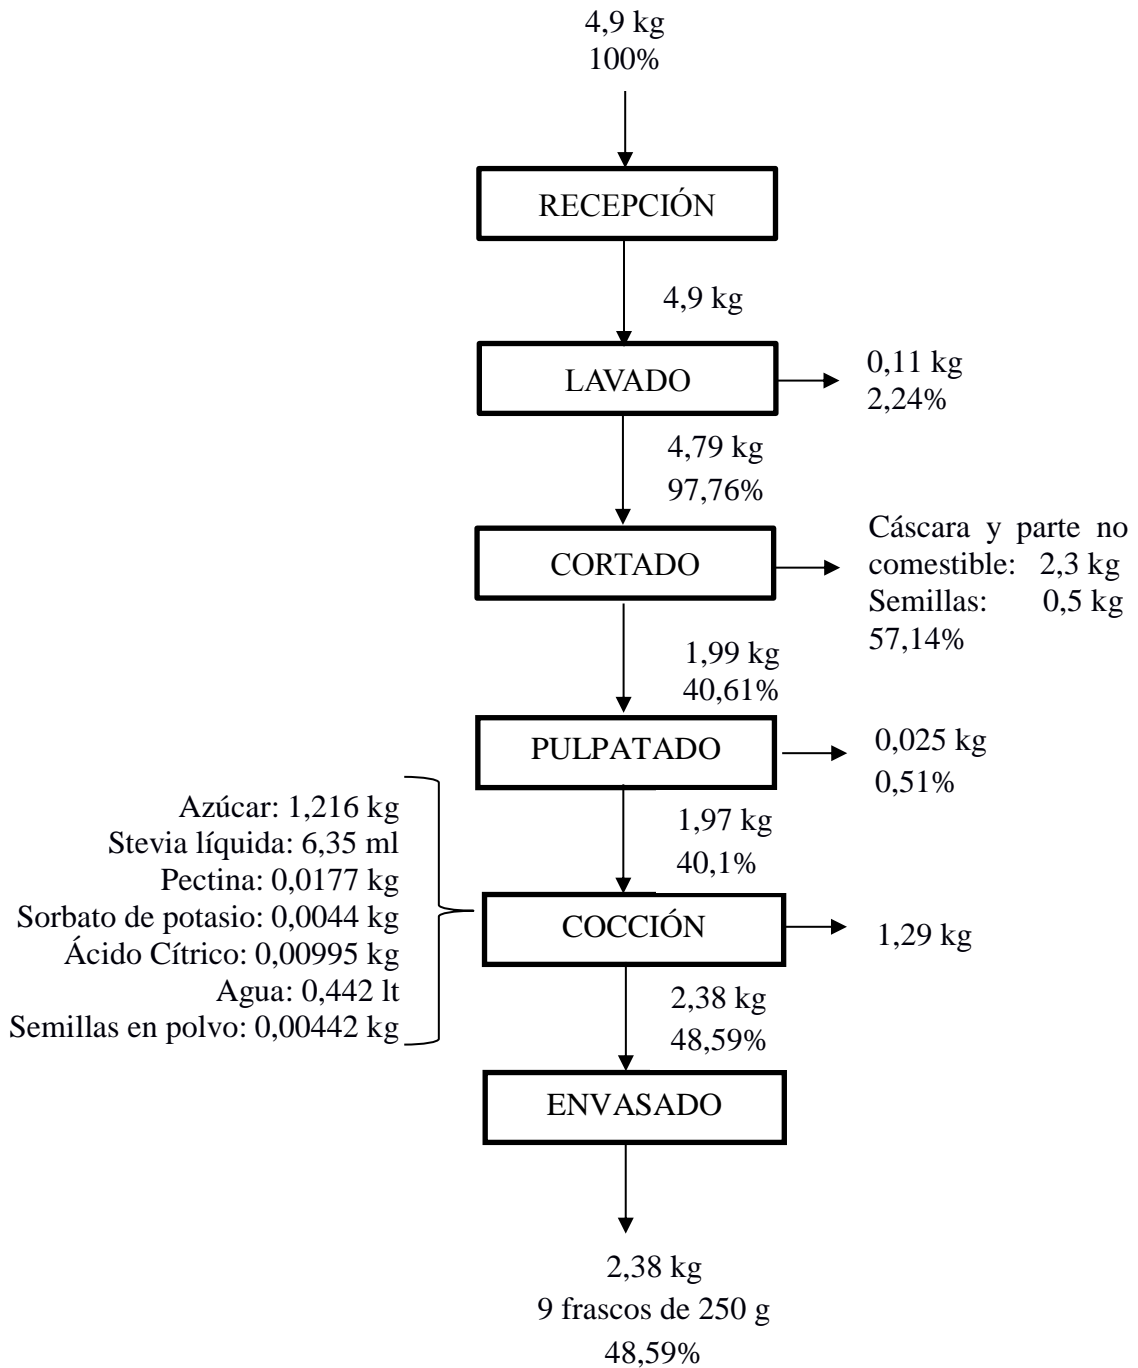 4,9 kg
100%
RECEPCIÓN
4,9 kg
LAVADO
0,11 kg
2,24%
4,79 kg
97,76%
CORTADO
Cáscara y parte no
comestible: 2,3 kg
Semillas: 0,5 kg
57,14%
1,99 kg
40,61%
PULPATADO
0,025 kg
0,51%
1,97 kg
40,1%
Azúcar: 1,216 kg
Stevia líquida: 6,35 ml
Pectina: 0,0177 kg
Sorbato de potasio: 0,0044 kg
Ácido Cítrico: 0,00995 kg
Agua: 0,442 lt
Semillas en polvo: 0,00442 kg
COCCIÓN
1,29 kg
2,38 kg
48,59%
ENVASADO
2,38 kg
9 frascos de 250 g
48,59%